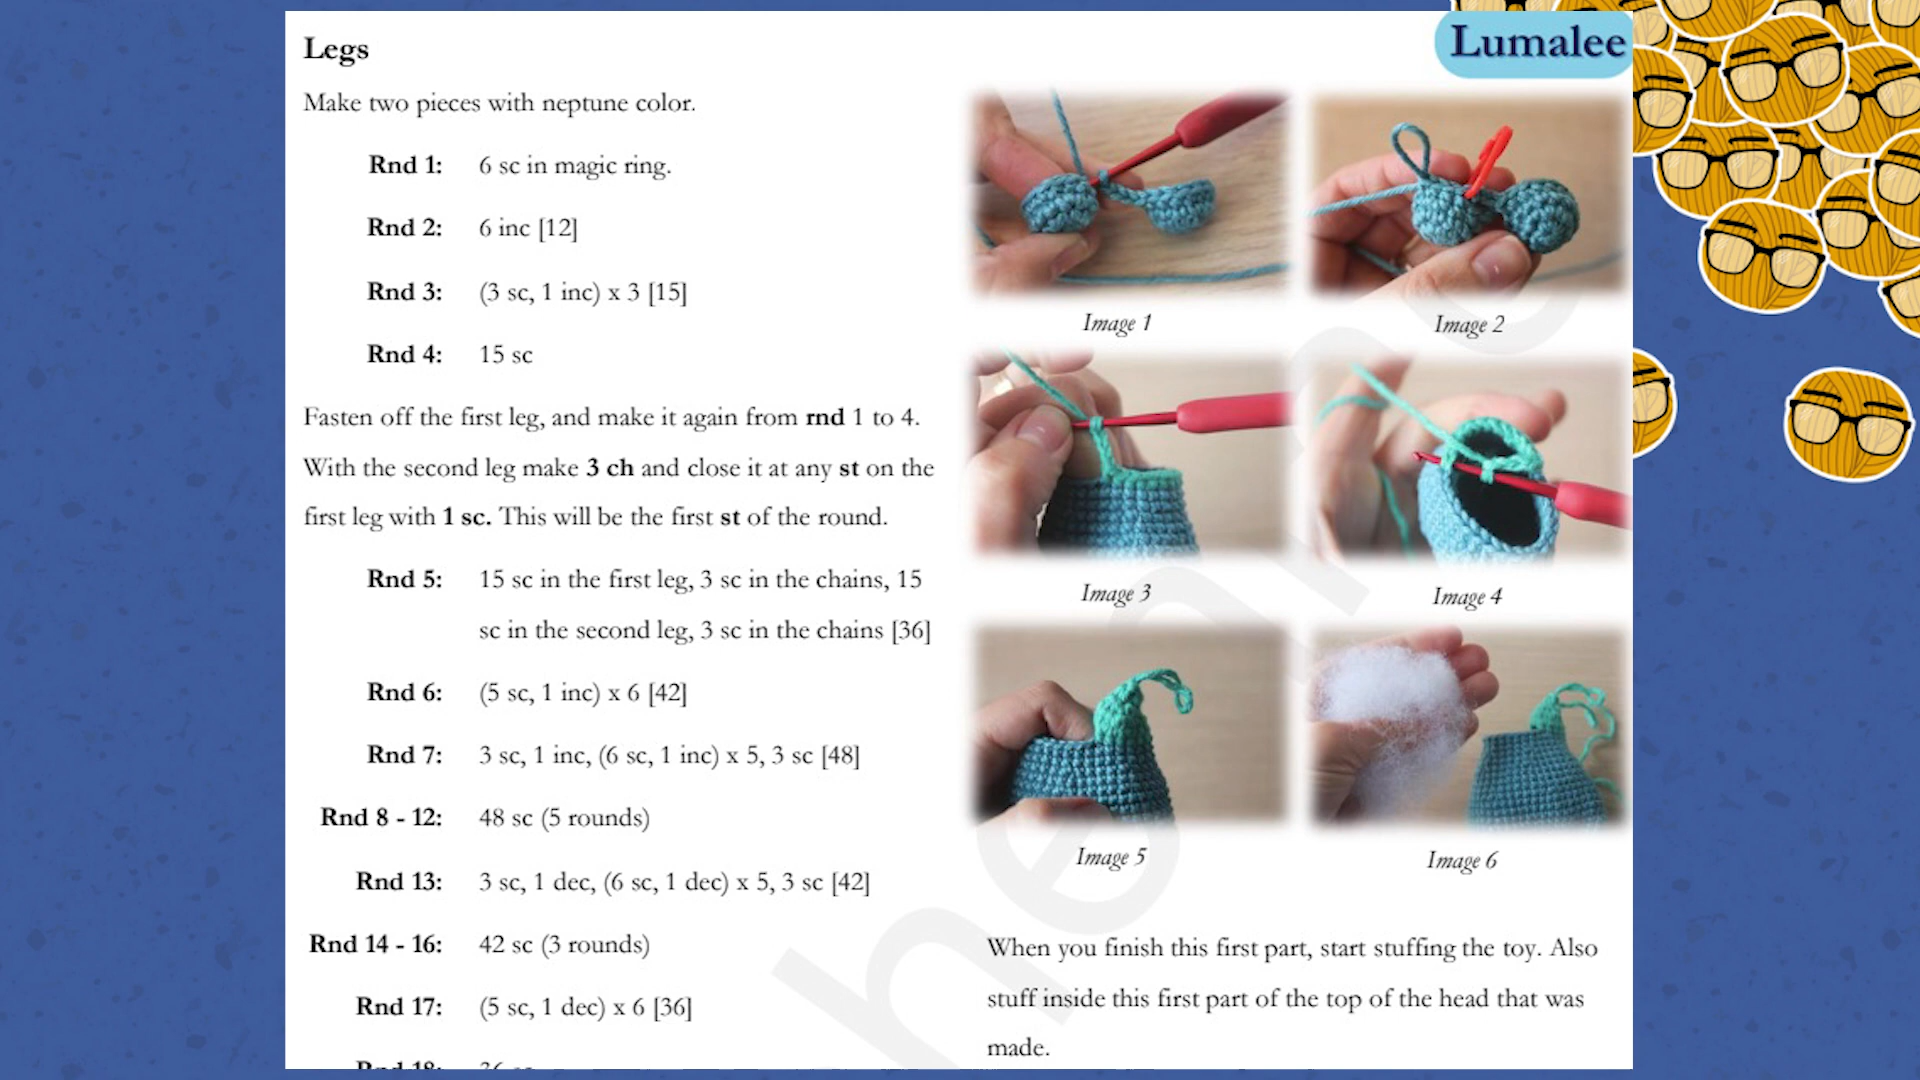 Legs
Lumalee
Make two pieces with neptune color.
Rnd 1: 6 sc in magic ring.
Rnd 2: 6 inc [12]
Rnd 3: (3 sc, 1 inc) x 3 [15]
Rnd 4: 15 sc
Fasten off the first leg, and make it again from rnd 1 to 4.
With the second leg make 3 ch and close it at any st on the
first leg with 1 sc. This will be the first st of the round.
Rnd 5: 15 sc in the first leg, 3 sc in the chains, 15
sc in the second leg, 3 sc in the chains [36]
Rnd 6: (5 sc, 1 inc) x 6 [42]
Rnd 7: 3 sc, 1 inc, (6 sc, 1 inc) x 5, 3 sc [48]
Rnd 8 - 12: 48 sc (5 rounds)
Rnd 13: 3 sc, 1 dec, (6 sc, 1 dec) x 5, 3 sc [42]
Rnd 14 - 16: 42 sc (3 rounds)
Rnd 17: (5 sc, 1 dec) x 6 [36]
Rnd 18: 36 sc
Image 1
Image 2
Image 3
Image 4
Image 5
Image 6
When you finish this first part, start stuffing the toy. Also
stuff inside this first part of the top of the head that was
made.